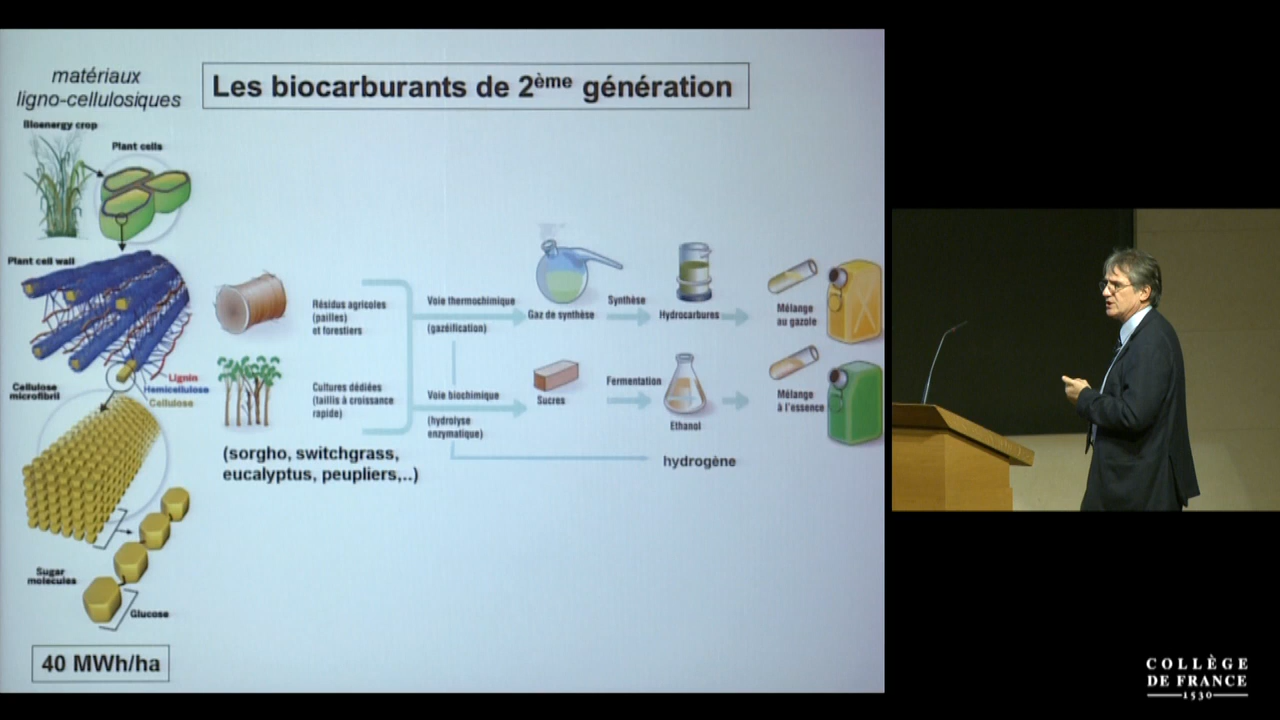 matériaux
ligno-cellulosiques
Les biocarburants de 2ème génération
Bioenergy crop
Plant cells
Plant cell wall
Lignin
Hemicellulose
Cellulose
Cellulose
microfibril
Sugar
molecules
Glucose
40 MWh/ha
Résidus agricoles
(pailles)
et forestiers
Cultures dédiées
(taillis à croissance
rapide)
(sorgho, switchgrass,
eucalyptus, peupliers,..)
Voie thermochimique
(gazéification)
Gaz de synthèse
Synthèse
Hydrocarbures
Mélange
au gazole
Voie biochimique
(hydrolyse
enzymatique)
Sucres
Fermentation
Ethanol
Mélange
à l'essence
hydrogène
COLLÈGE
DE FRANCE
1530